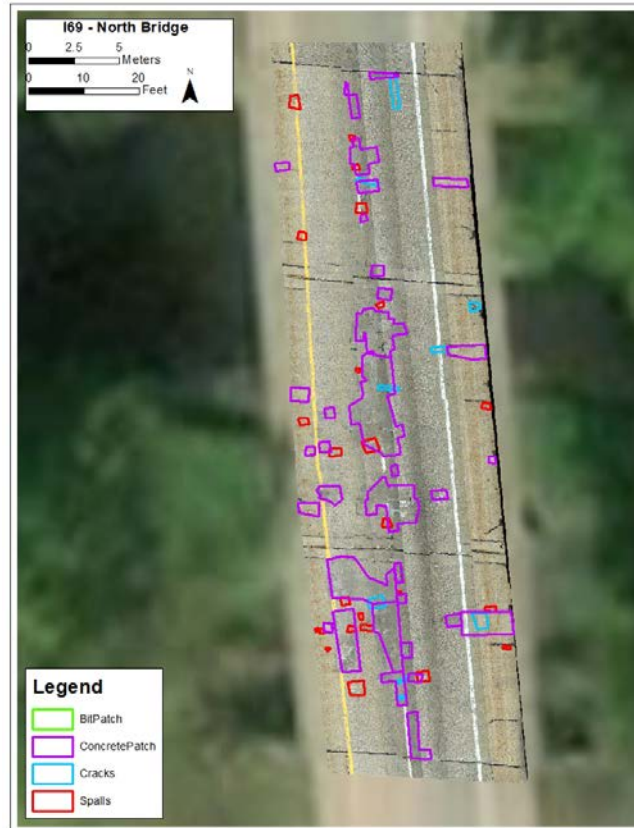 I69 - North Bridge
0 2.5 5
Meters
0 10 20
Feet
N
Legend
BitPatch
ConcretePatch
Cracks
Spalls